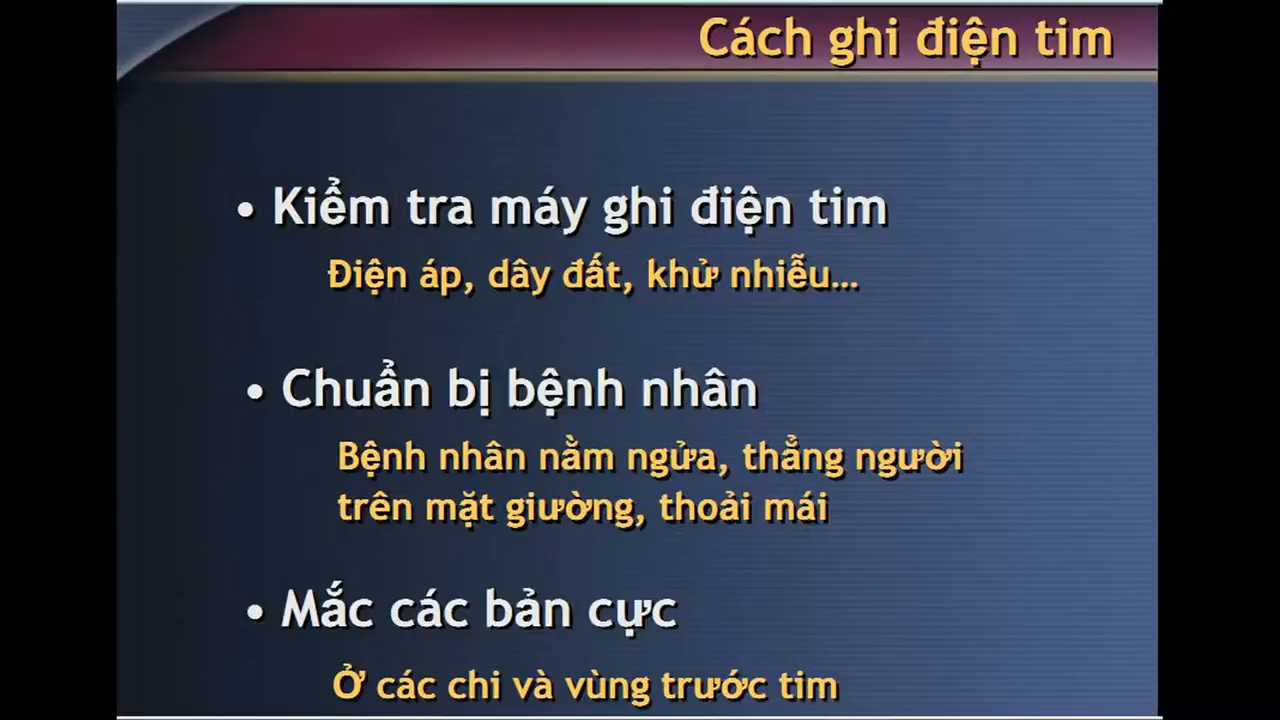 Cách ghi điện tim
• Kiểm tra máy ghi điện tim
Điện áp, dây đất, khử nhiễu...
• Chuẩn bị bệnh nhân
Bệnh nhân nằm ngửa, thẳng người
trên mặt giường, thoải mái
• Mắc các bản cực
Ở các chi và vùng trước tim